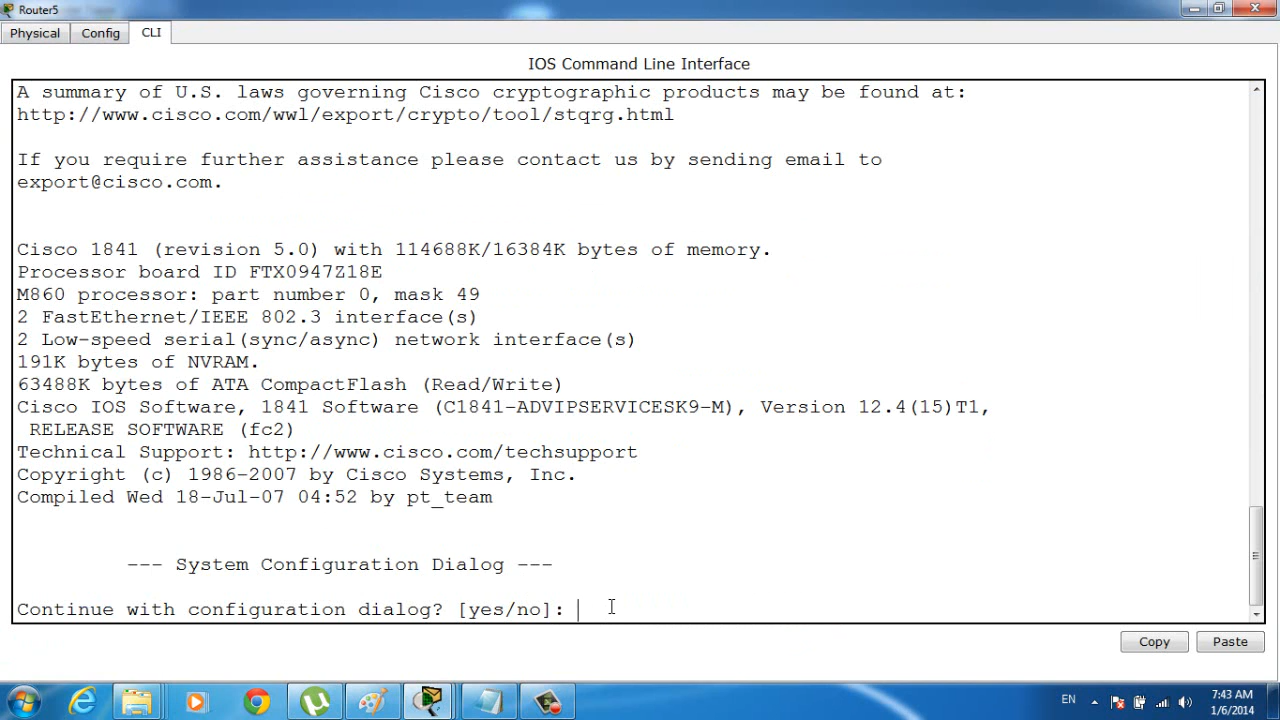 Router5
Physical Config CLI
IOS Command Line Interface
A summary of U.S. laws governing Cisco cryptographic products may be found at:
http://www.cisco.com/wwl/export/crypto/tool/stqrg.html
If you require further assistance please contact us by sending email to
export@cisco.com.
Cisco 1841 (revision 5.0) with 114688K/16384K bytes of memory.
Processor board ID FTX0947Z18E
M860 processor: part number 0, mask 49
2 FastEthernet/IEEE 802.3 interface(s)
2 Low-speed serial(sync/async) network interface(s)
191K bytes of NVRAM.
63488K bytes of ATA CompactFlash (Read/Write)
Cisco IOS Software, 1841 Software (C1841-ADVIPSERVICESK9-M), Version 12.4(15)T1,
RELEASE SOFTWARE (fc2)
Technical Support: http://www.cisco.com/techsupport
Copyright (c) 1986-2007 by Cisco Systems, Inc.
Compiled Wed 18-Jul-07 04:52 by pt_team
--- System Configuration Dialog ---
Continue with configuration dialog? [yes/no]:
Copy Paste
EN
7:43 AM
1/6/2014